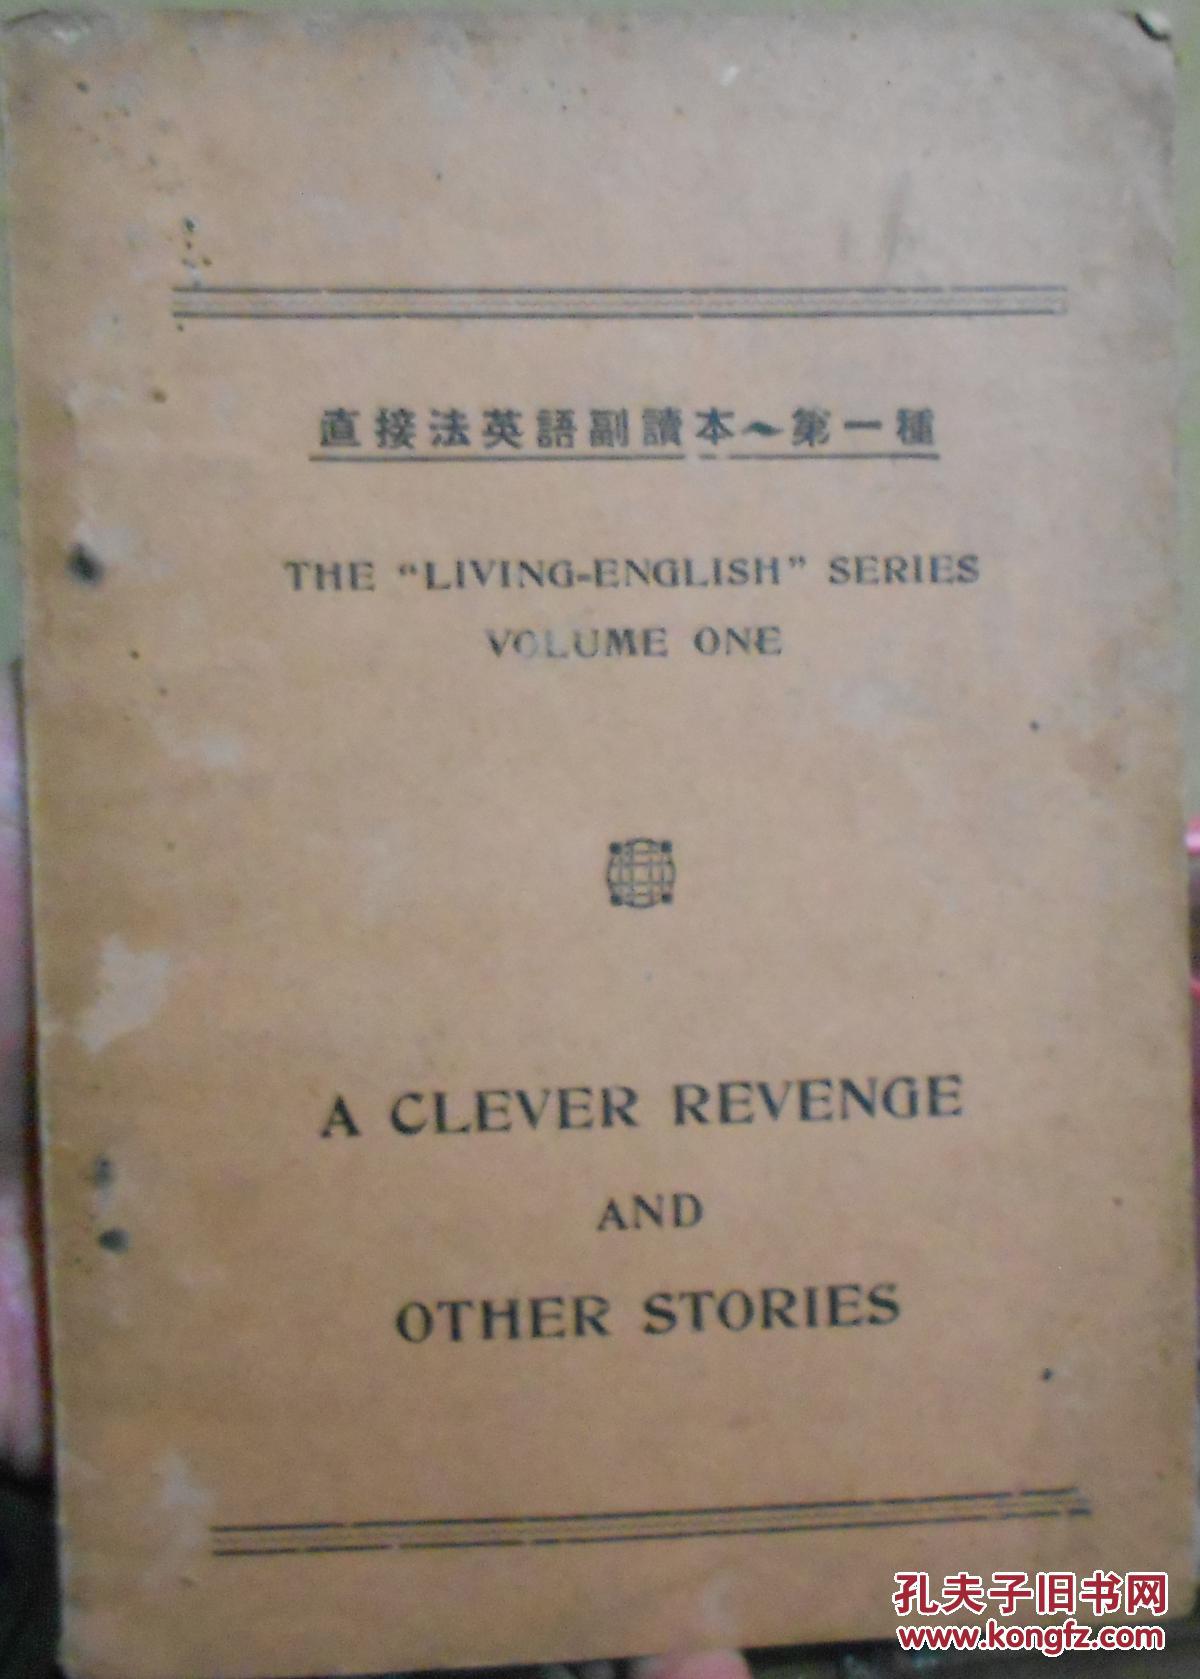 直接法英語副讀本～第一種
THE “LIVING-ENGLISH” SERIES
VOLUME ONE
A CLEVER REVENGE
AND
OTHER STORIES
孔夫子旧书网
www.kongfz.com